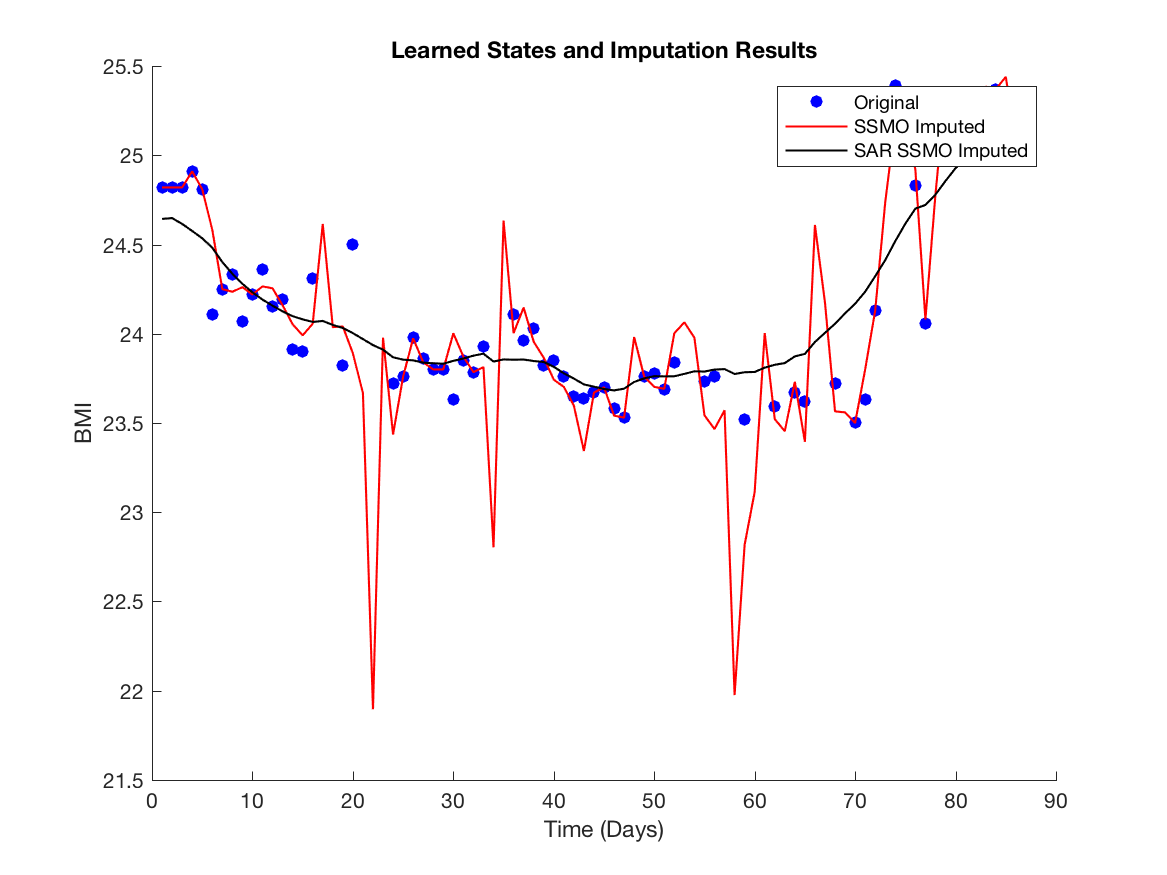 Learned States and Imputation Results
Original
SSMO Imputed
SAR SSMO Imputed
25.5
25
24.5
24
23.5
23
22.5
22
21.5
BMI
0 10 20 30 40 50 60 70 80 90
Time (Days)